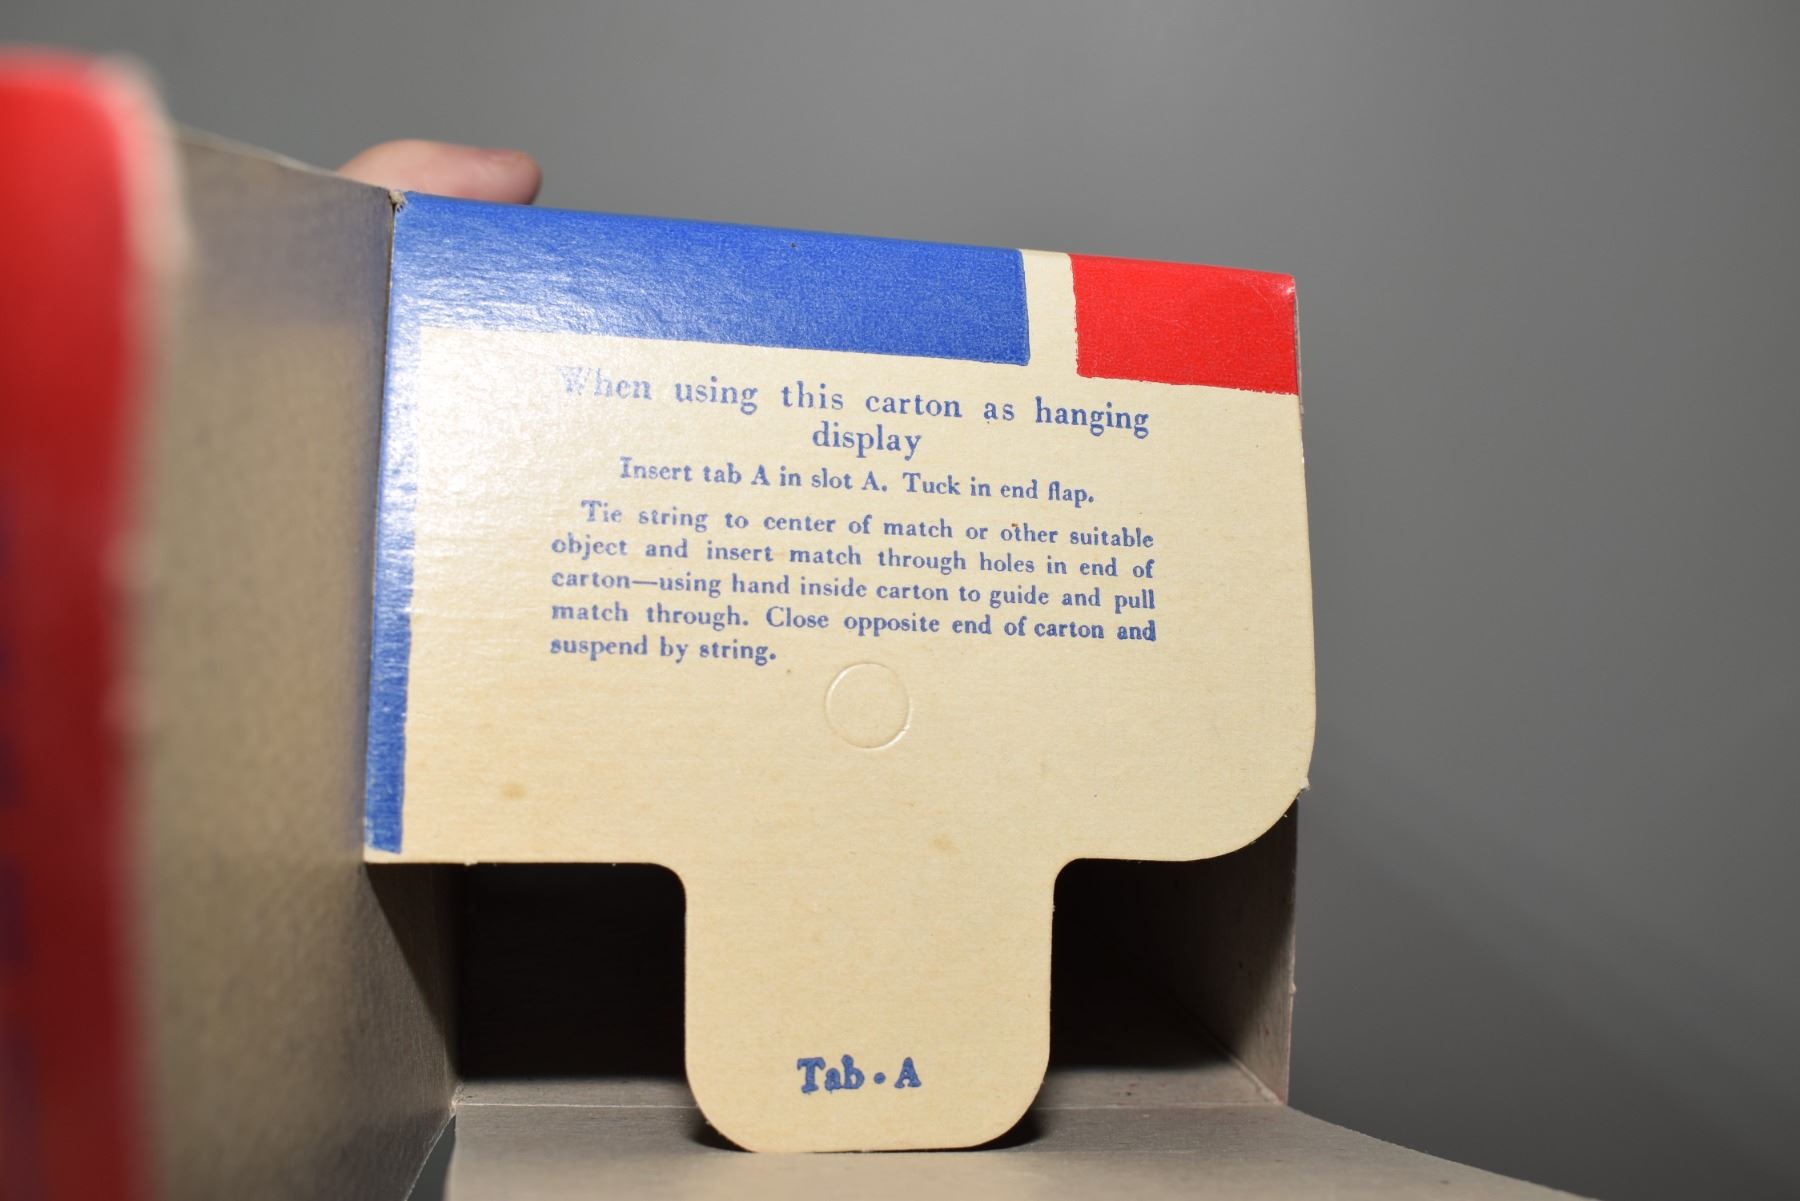 When using this carton as hanging
display
Insert tab A in slot A. Tuck in end flap.
Tie string to center of match or other suitable
object and insert match through holes in end of
carton—using hand inside carton to guide and pull
match through. Close opposite end of carton and
suspend by string.
Tab • A